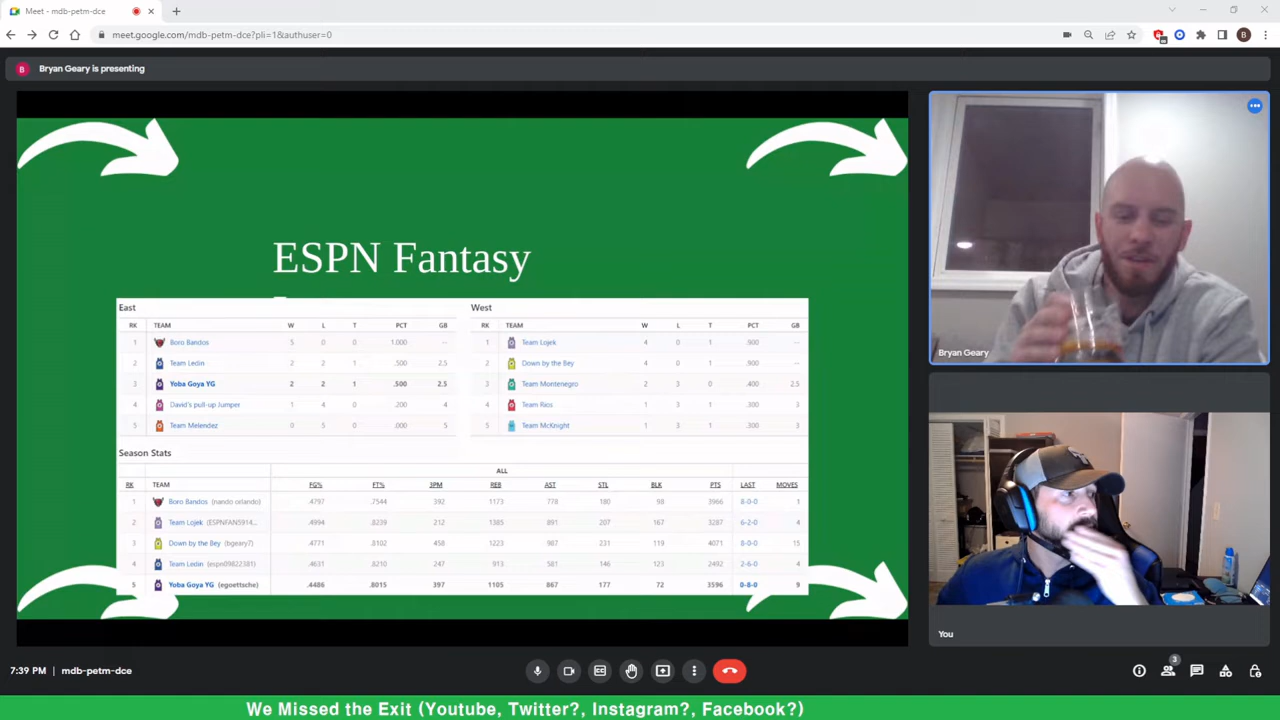 Meet - mdb-petm-dce
meet.google.com/mdb-petm-dce?pli=1&authuser=0
B
B Bryan Geary is presenting
ESPN Fantasy
East
RK TEAM W L T PCT GB
1 Boro Bandos 5 0 0 1.000 --
2 Team Ledin 2 2 1 .500 2.5
3 Yoba Goya YG 2 2 1 .500 2.5
4 David's pull-up Jumper 1 4 0 .200 4
5 Team Melendez 0 5 0 .000 5
West
RK TEAM W L T PCT GB
1 Team Lojek 4 0 1 .900 --
2 Down by the Bey 4 0 1 .900 --
3 Team Montenegro 2 3 0 .400 2.5
4 Team Rios 1 3 1 .300 3
5 Team McKnight 1 3 1 .300 3
Season Stats
ALL
RK TEAM FG% FT% 3PM REB AST STL BLK PTS LAST MOVES
1 Boro Bandos (nando orlando) .4797 .7544 392 1173 778 180 98 3966 8-0-0 1
2 Team Lojek (ESPNFAN5914... .4994 .8239 212 1385 891 207 167 3287 6-2-0 4
3 Down by the Bey (bgeary7) .4771 .8102 458 1223 987 231 119 4071 8-0-0 15
4 Team Ledin (espn09822381) .4631 .8210 247 913 581 146 123 2492 2-6-0 4
5 Yoba Goya YG (egoettsche) .4486 .8015 397 1105 867 177 72 3596 0-8-0 9
Bryan Geary
You
7:39 PM | mdb-petm-dce
3
We Missed the Exit (Youtube, Twitter?, Instagram?, Facebook?)